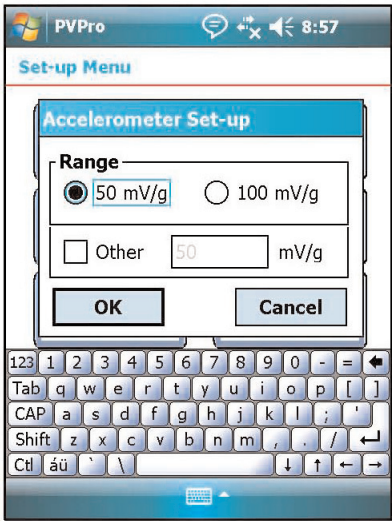 PVPro 8:57
Set-up Menu
Accelerometer Set-up
Range
50 mV/g 100 mV/g
Other 50 mV/g
OK Cancel
123 1 2 3 4 5 6 7 8 9 0 - =
Tab q w e r t y u i o p [ ]
CAP a s d f g h j k l ; '
Shift z x c v b n m , . /
Ctl áü ` \